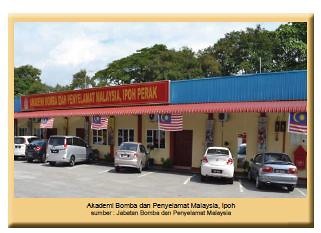 AKADEMI BOMBA DAN PENYELAMAT MALAYSIA, IPOH PERAK
Akademi Bomba dan Penyelamat Malaysia, Ipoh
sumber : Jabatan Bomba dan Penyelamat Malaysia